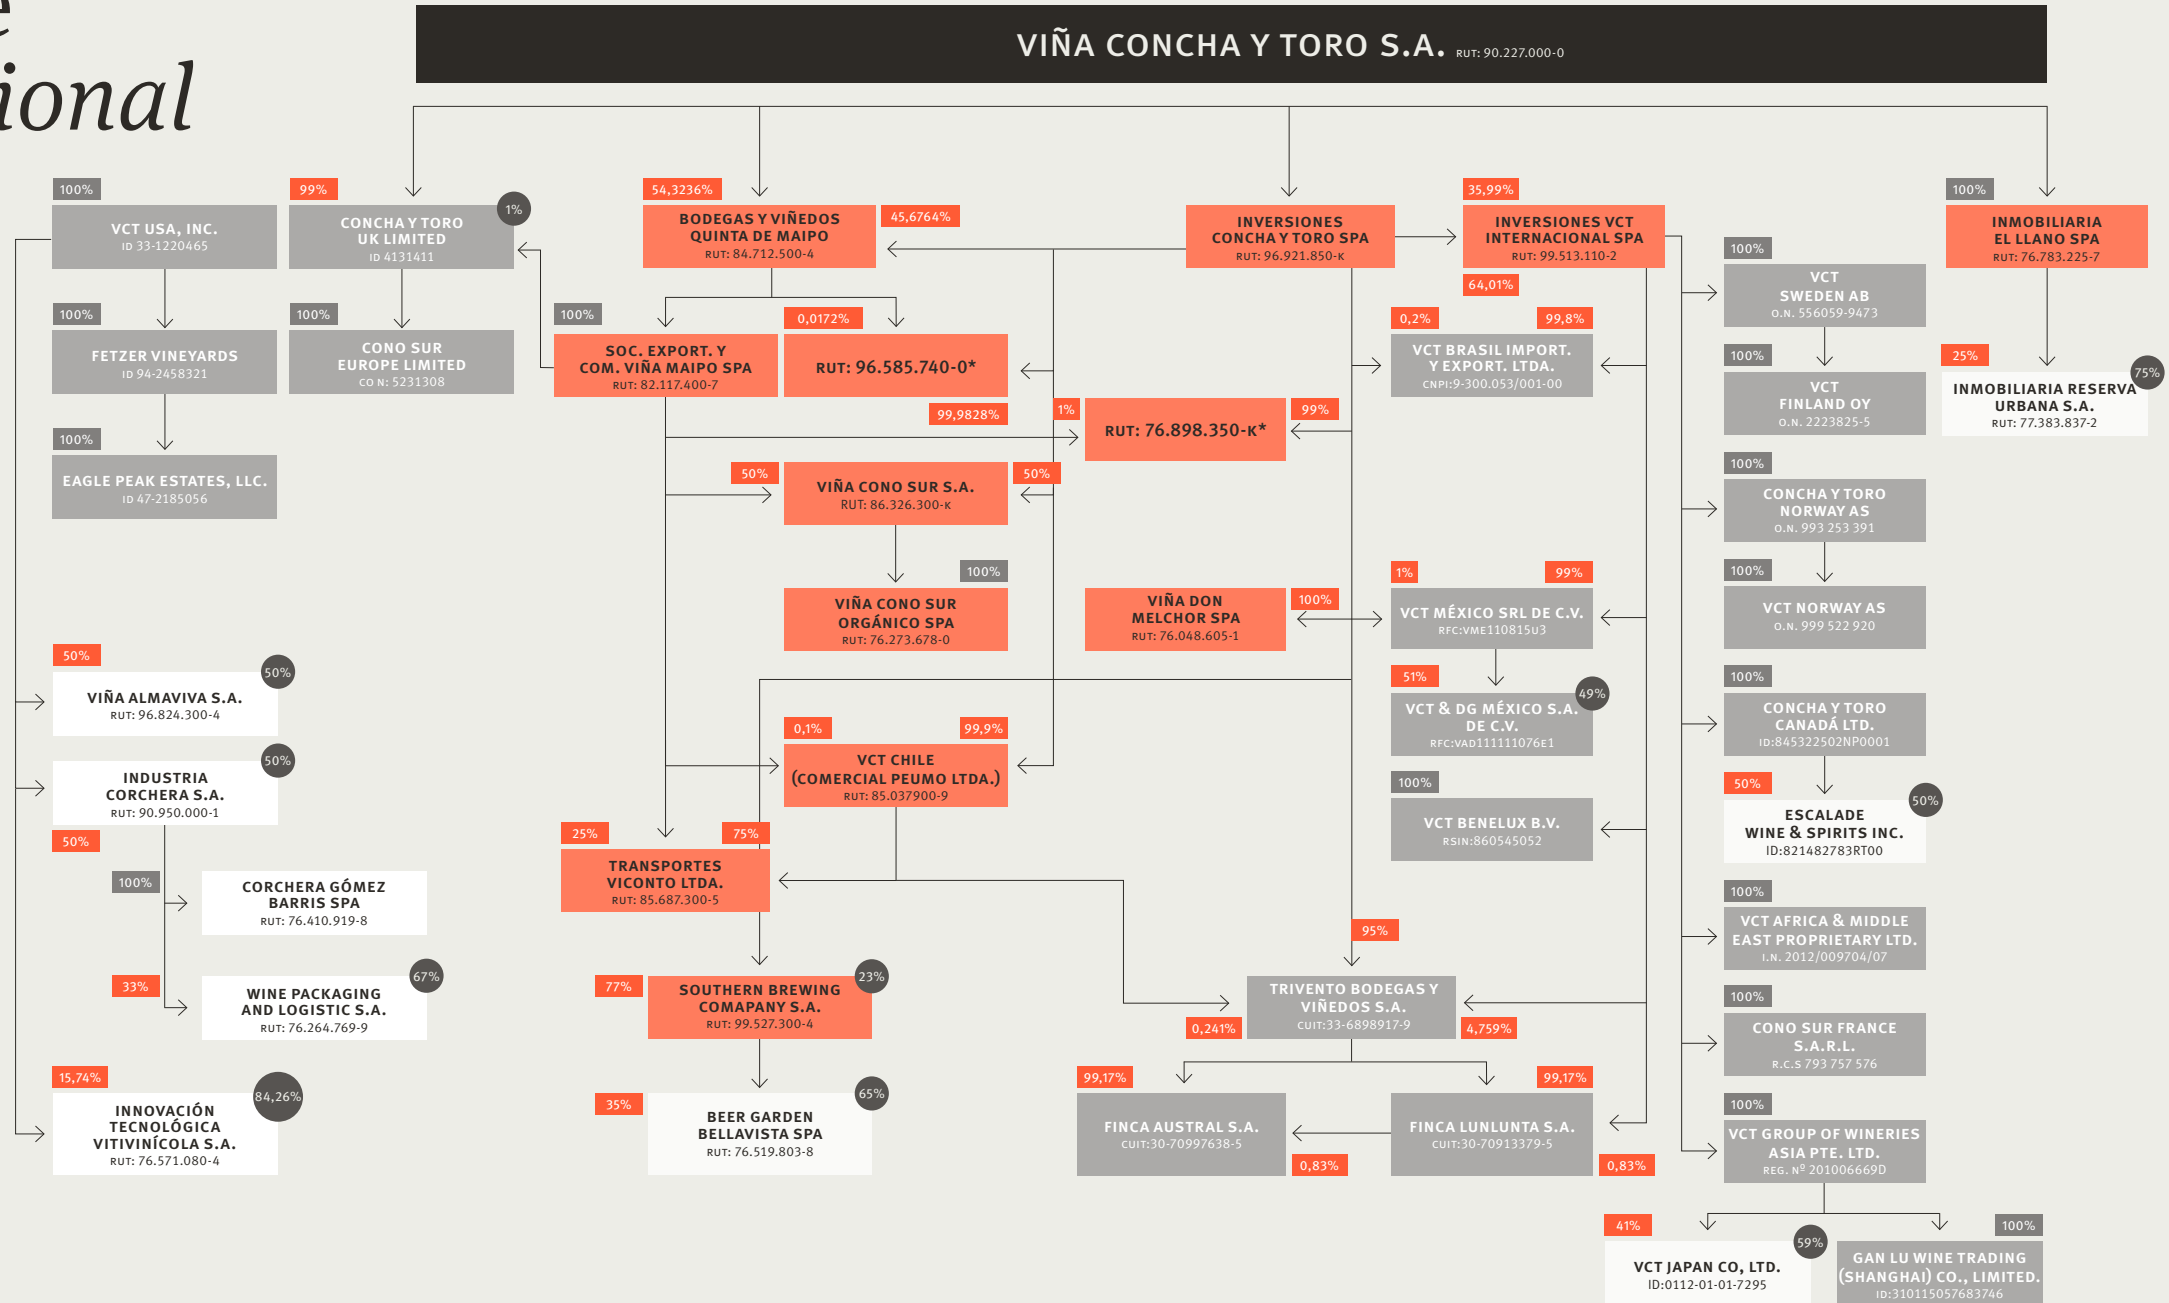 ional
VIÑA CONCHA Y TORO S.A. RUT: 90.227.000-0
100%
VCT USA, INC.
ID 33-1220465
100%
FETZER VINEYARDS
ID 94-2458321
100%
EAGLE PEAK ESTATES, LLC.
ID 47-2185056
99%
1%
CONCHA Y TORO
UK LIMITED
ID 4131411
100%
CONO SUR
EUROPE LIMITED
CO N: 5231308
50%
50%
VIÑA ALMAVIVA S.A.
RUT: 96.824.300-4
50%
INDUSTRIA
CORCHERA S.A.
RUT: 90.950.000-1
50%
100%
CORCHERA GÓMEZ
BARRIS SPA
RUT: 76.410.919-8
33%
67%
WINE PACKAGING
AND LOGISTIC S.A.
RUT: 76.264.769-9
15,74%
84,26%
INNOVACIÓN
TECNOLÓGICA
VITIVINÍCOLA S.A.
RUT: 76.571.080-4
54,3236%
BODEGAS Y VIÑEDOS
QUINTA DE MAIPO
RUT: 84.712.500-4
45,6764%
100%
SOC. EXPORT. Y
COM. VIÑA MAIPO SPA
RUT: 82.117.400-7
0,0172%
RUT: 96.585.740-0*
99,9828%
1%
99%
RUT: 76.898.350-K*
50%
50%
VIÑA CONO SUR S.A.
RUT: 86.326.300-K
100%
VIÑA CONO SUR
ORGÁNICO SPA
RUT: 76.273.678-0
VIÑA DON
MELCHOR SPA
RUT: 76.048.605-1
100%
0,1%
99,9%
VCT CHILE
(COMERCIAL PEUMO LTDA.)
RUT: 85.037900-9
25%
75%
TRANSPORTES
VICONTO LTDA.
RUT: 85.687.300-5
77%
23%
SOUTHERN BREWING
COMAPANY S.A.
RUT: 99.527.300-4
35%
65%
BEER GARDEN
BELLAVISTA SPA
RUT: 76.519.803-8
INVERSIONES
CONCHA Y TORO SPA
RUT: 96.921.850-K
35,99%
INVERSIONES VCT
INTERNACIONAL SPA
RUT: 99.513.110-2
64,01%
0,2%
99,8%
VCT BRASIL IMPORT.
Y EXPORT. LTDA.
CNPI:9-300.053/001-00
1%
99%
VCT MÉXICO SRL DE C.V.
RFC:VME110815U3
51%
49%
VCT & DG MÉXICO S.A.
DE C.V.
RFC:VAD111111076E1
100%
VCT BENELUX B.V.
RSIN:860545052
95%
TRIVENTO BODEGAS Y
VIÑEDOS S.A.
CUIT:33-6898917-9
0,241%
4,759%
99,17%
FINCA AUSTRAL S.A.
CUIT:30-70997638-5
0,83%
99,17%
FINCA LUNLUNTA S.A.
CUIT:30-70913379-5
0,83%
100%
VCT
SWEDEN AB
O.N. 556059-9473
100%
VCT
FINLAND OY
O.N. 2223825-5
100%
CONCHA Y TORO
NORWAY AS
O.N. 993 253 391
100%
VCT NORWAY AS
O.N. 999 522 920
100%
CONCHA Y TORO
CANADÁ LTD.
ID:845322502NP0001
50%
50%
ESCALADE
WINE & SPIRITS INC.
ID:821482783RT00
100%
VCT AFRICA & MIDDLE
EAST PROPRIETARY LTD.
I.N. 2012/009704/07
100%
CONO SUR FRANCE
S.A.R.L.
R.C.S 793 757 576
100%
VCT GROUP OF WINERIES
ASIA PTE. LTD.
REG. Nº 201006669D
41%
59%
VCT JAPAN CO, LTD.
ID:0112-01-01-7295
100%
GAN LU WINE TRADING
(SHANGHAI) CO., LIMITED.
ID:310115057683746
100%
INMOBILIARIA
EL LLANO SPA
RUT: 76.783.225-7
25%
75%
INMOBILIARIA RESERVA
URBANA S.A.
RUT: 77.383.837-2